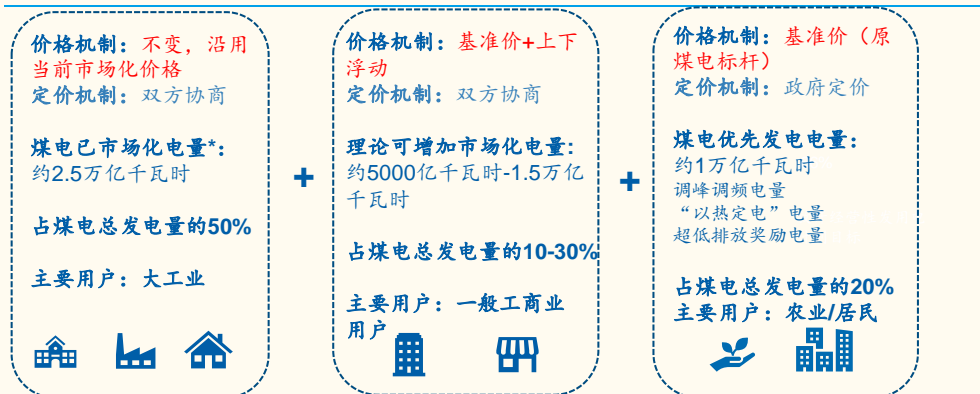 价格机制：不变，沿用
当前市场化价格
定价机制：双方协商
煤电已市场化电量*：
约2.5万亿千瓦时
占煤电总发电量的50%
主要用户：大工业
+
价格机制：基准价+上下
浮动
定价机制：双方协商
理论可增加市场化电量：
约5000亿千瓦时-1.5万亿
千瓦时
占煤电总发电量的10-30%
主要用户：一般工商业
用户
+
价格机制：基准价（原
煤电标杆）
定价机制：政府定价
煤电优先发电电量：
约1万亿千瓦时
调峰调频电量
“以热定电”电量
超低排放奖励电量
占煤电总发电量的20%
主要用户：农业/居民